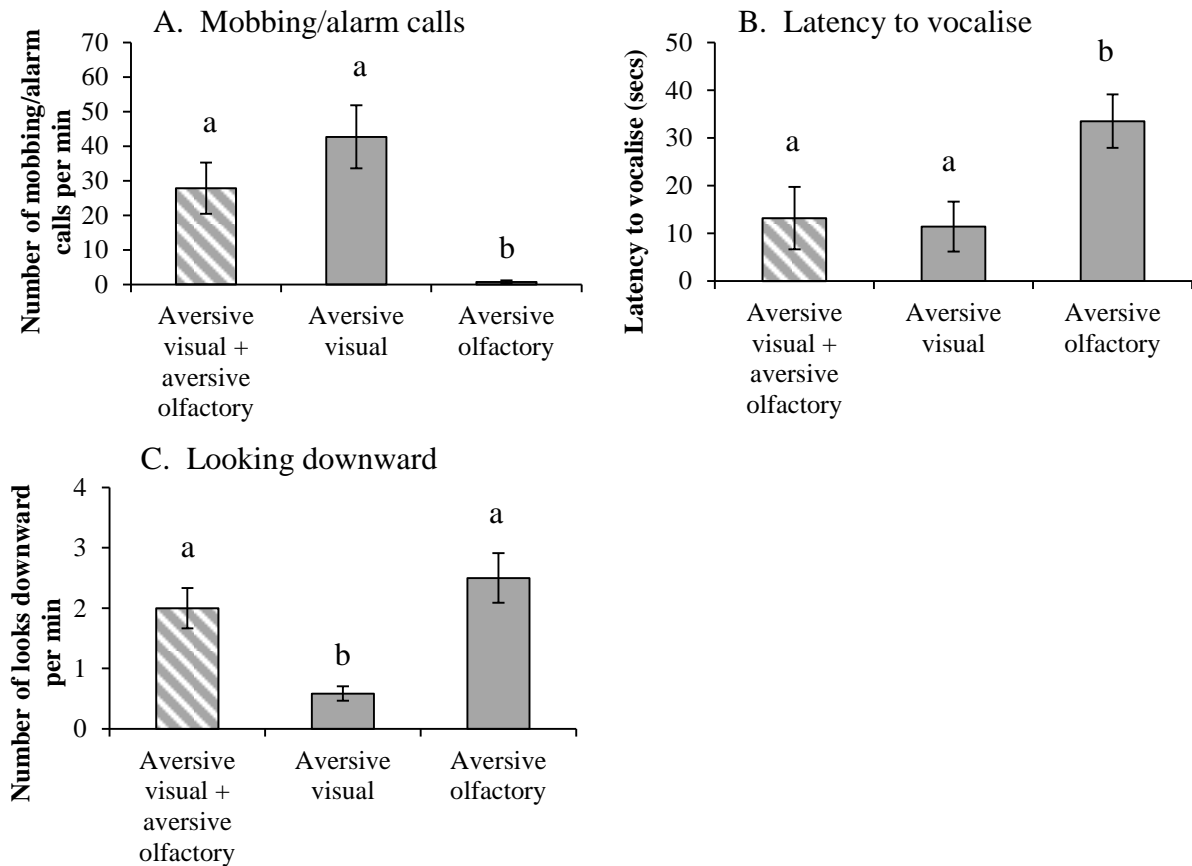 A. Mobbing/alarm calls
Number of mobbing/alarm
calls per min
70
60
50
40
30
20
10
0
a
a
b
Aversive
visual +
aversive
olfactory
Aversive
visual
Aversive
olfactory
B. Latency to vocalise
Latency to vocalise (secs)
50
40
30
20
10
0
a
a
b
Aversive
visual +
aversive
olfactory
Aversive
visual
Aversive
olfactory
C. Looking downward
Number of looks downward
per min
4
3
2
1
0
a
b
a
Aversive
visual +
aversive
olfactory
Aversive
visual
Aversive
olfactory